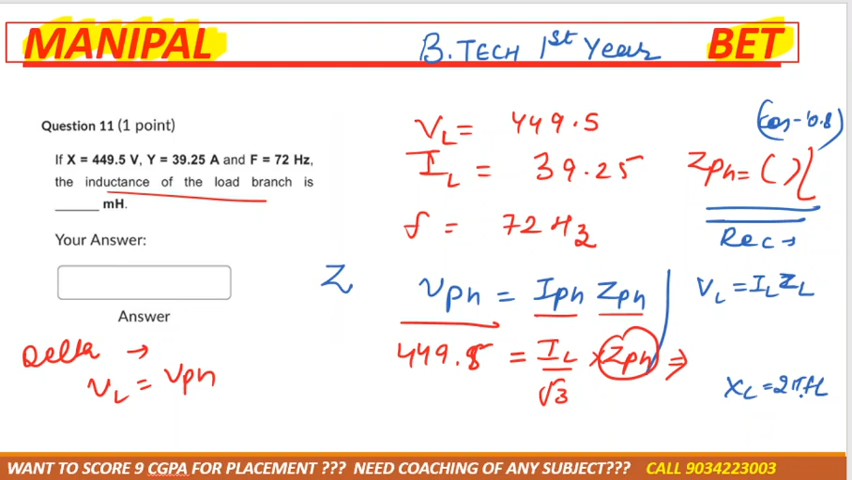 MANIPAL
B.TECH 1st Year
BET
Question 11 (1 point)
If X = 449.5 V, Y = 39.25 A and F = 72 Hz,
the inductance of the load branch is
______ mH.
Your Answer:
Answer
VL = 449.5
IL = 39.25
f = 72 Hz
(cos-10.8)
Zph = ( )∠
Rec →
Z
Vph = Iph Zph
VL = IL ZL
449.5 = IL/√3 × Zph ⇒
XL = 2πfL
Delta →
VL = Vph
WANT TO SCORE 9 CGPA FOR PLACEMENT ??? NEED COACHING OF ANY SUBJECT??? CALL 9034223003